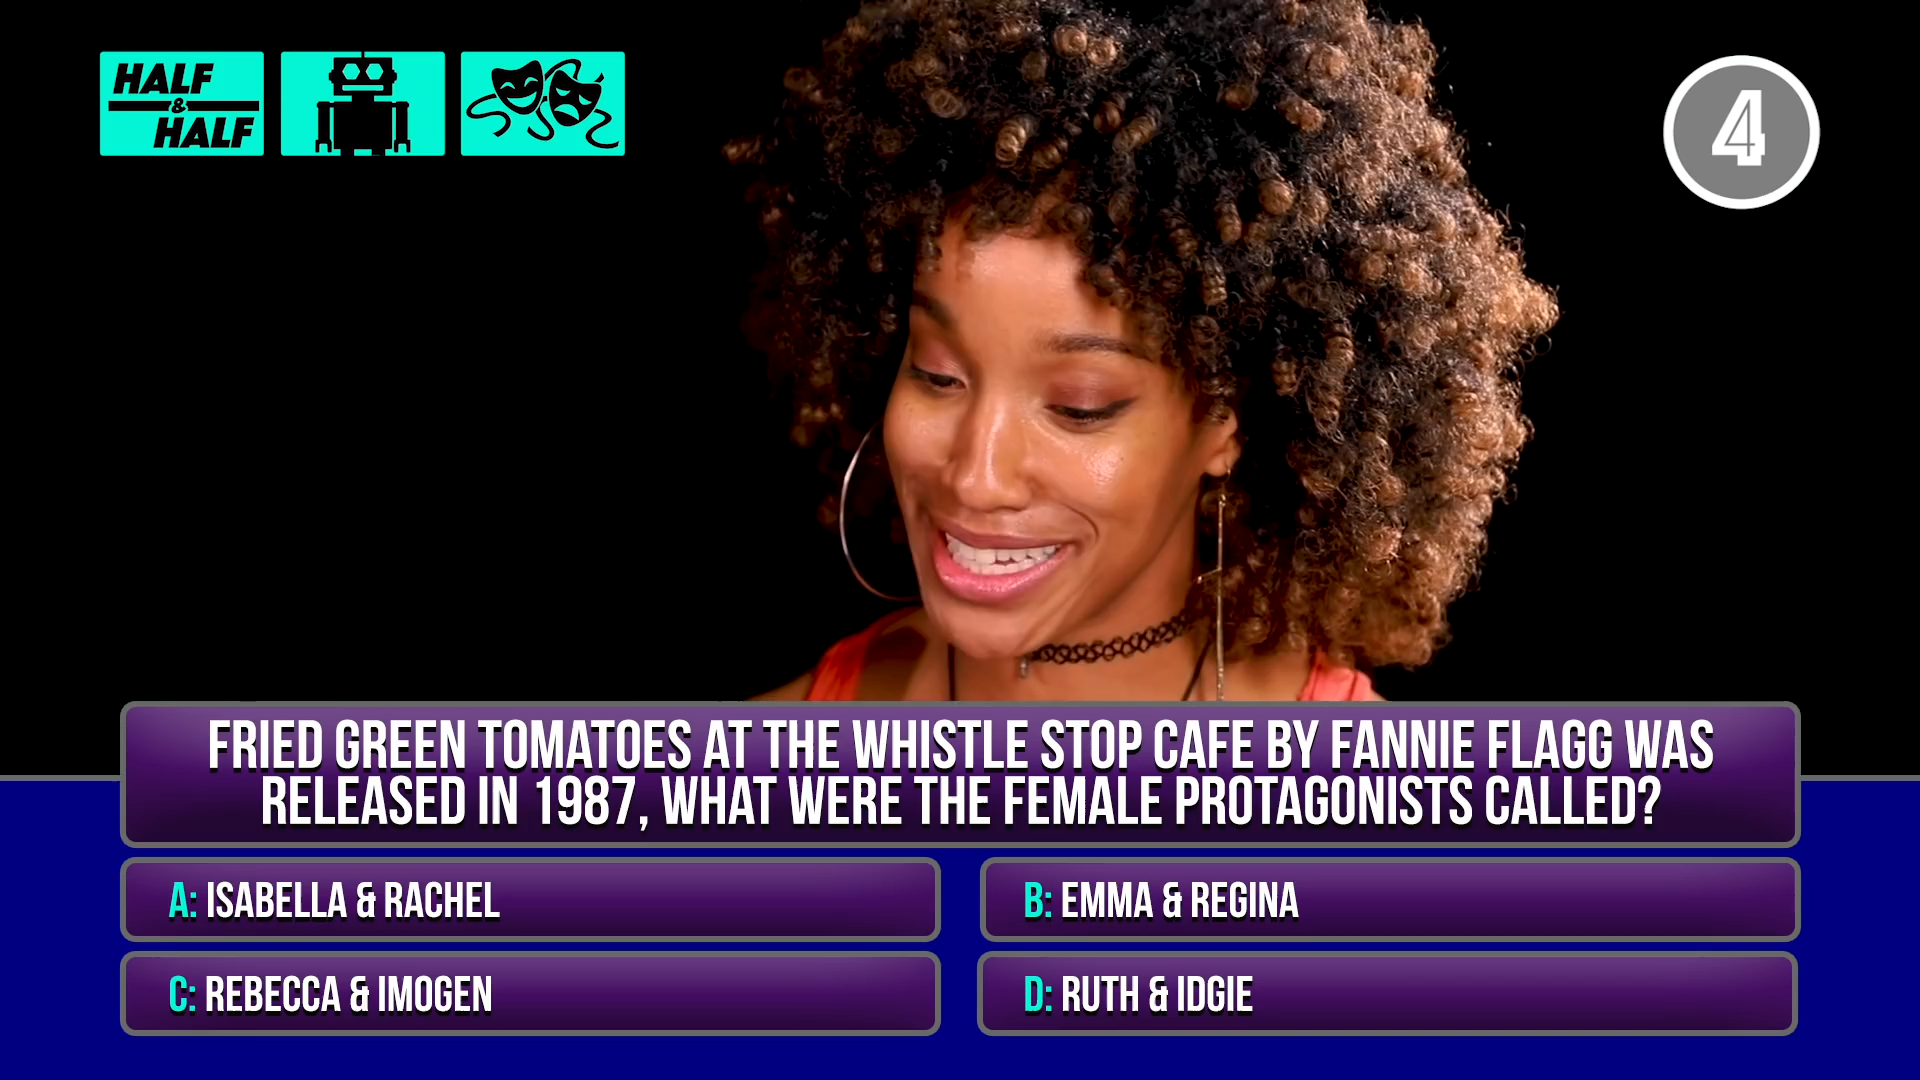 HALF
&
HALF
4
FRIED GREEN TOMATOES AT THE WHISTLE STOP CAFE BY FANNIE FLAGG WAS
RELEASED IN 1987, WHAT WERE THE FEMALE PROTAGONISTS CALLED?
A: ISABELLA & RACHEL
B: EMMA & REGINA
C: REBECCA & IMOGEN
D: RUTH & IDGIE